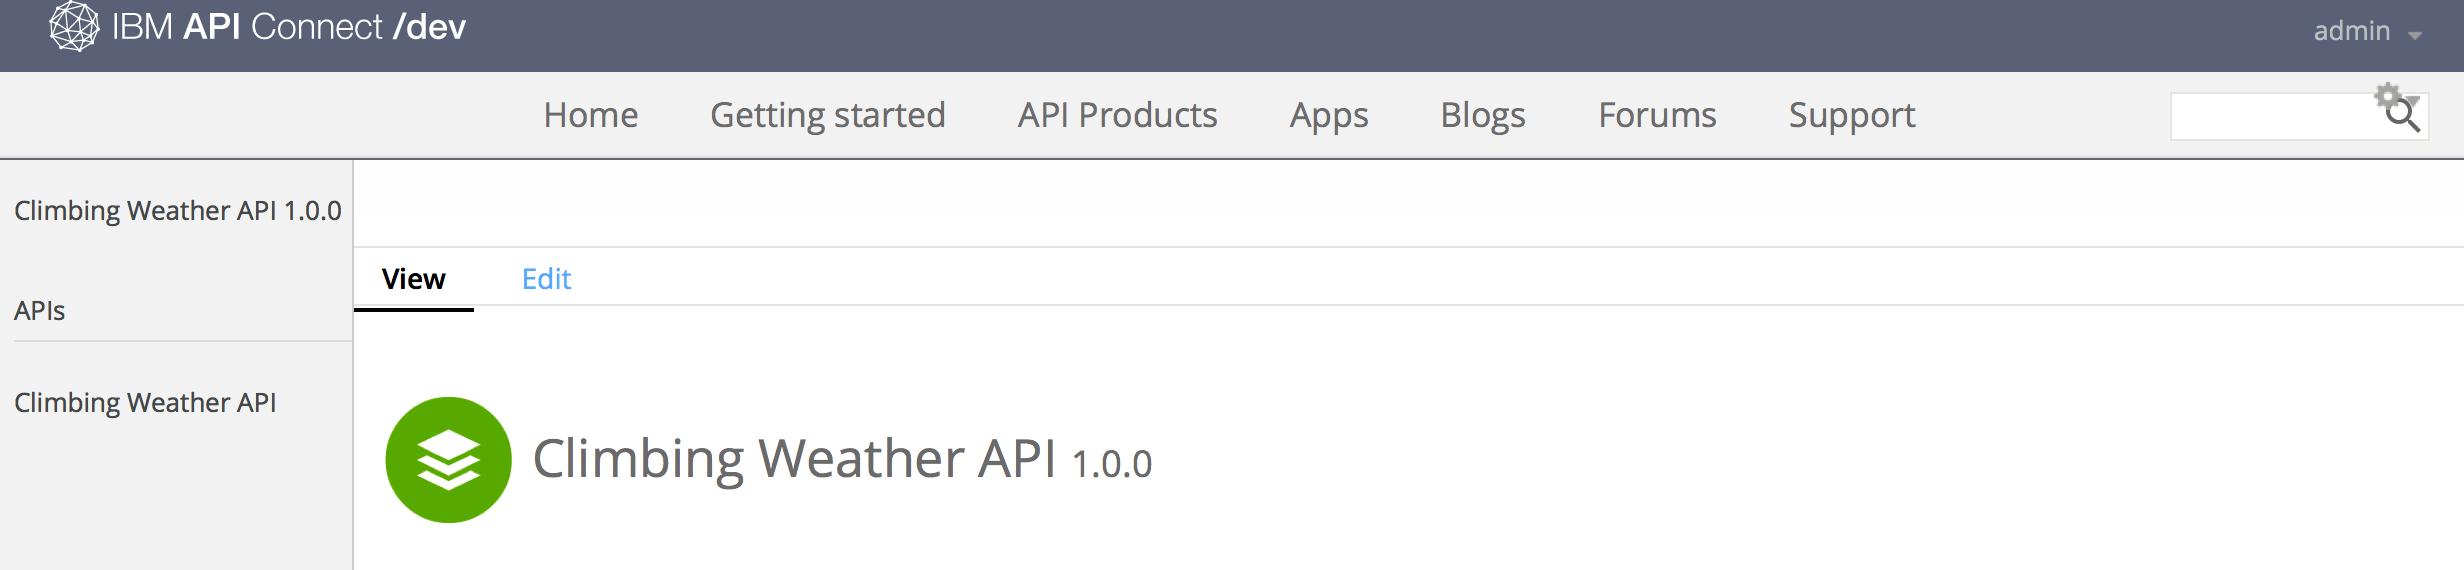 IBM API Connect /dev
admin
Home Getting started API Products Apps Blogs Forums Support
Climbing Weather API 1.0.0
View Edit
APIs
Climbing Weather API
Climbing Weather API 1.0.0